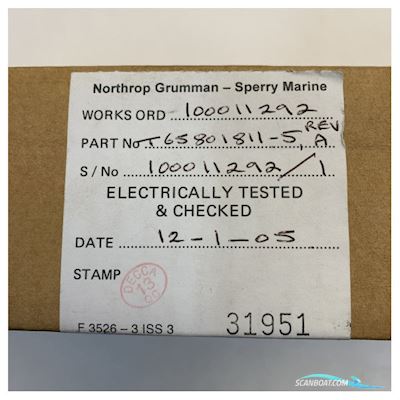 Northrop Grumman – Sperry Marine
WORKS ORD 100011292
PART No T65801811-5, REV A
S/No 100011292/1
ELECTRICALLY TESTED
& CHECKED
DATE 12-1-05
STAMP DECCA 13
F 3526 – 3 ISS 3 31951
SCANBOAT.COM